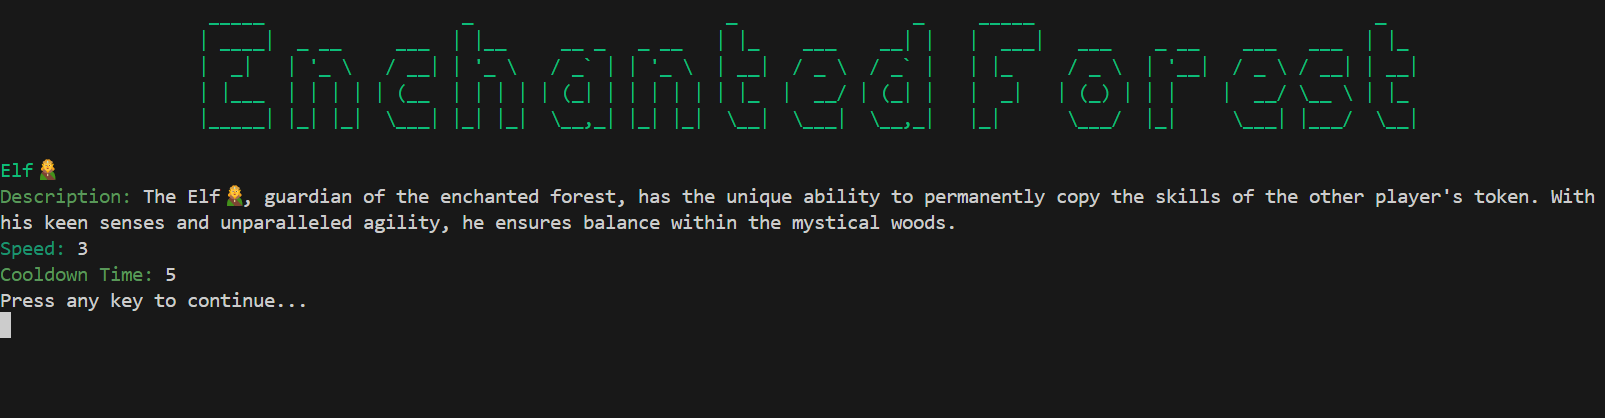 Enchanted Forest
Elf🧝
Description: The Elf🧝, guardian of the enchanted forest, has the unique ability to permanently copy the skills of the other player's token. With
his keen senses and unparalleled agility, he ensures balance within the mystical woods.
Speed: 3
Cooldown Time: 5
Press any key to continue...